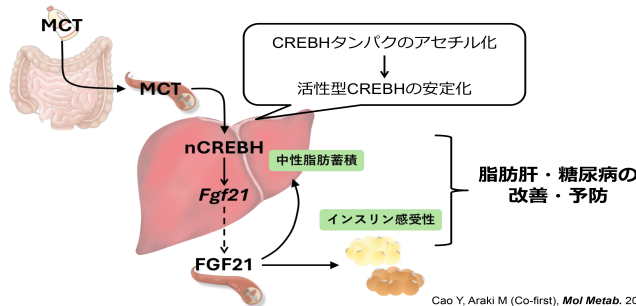 MCT
MCT
CREBHタンパクのアセチル化
活性型CREBHの安定化
nCREBH
Fgf21
FGF21
中性脂肪蓄積
インスリン感受性
脂肪肝・糖尿病の
改善・予防
Cao Y, Araki M (Co-first), Mol Metab.